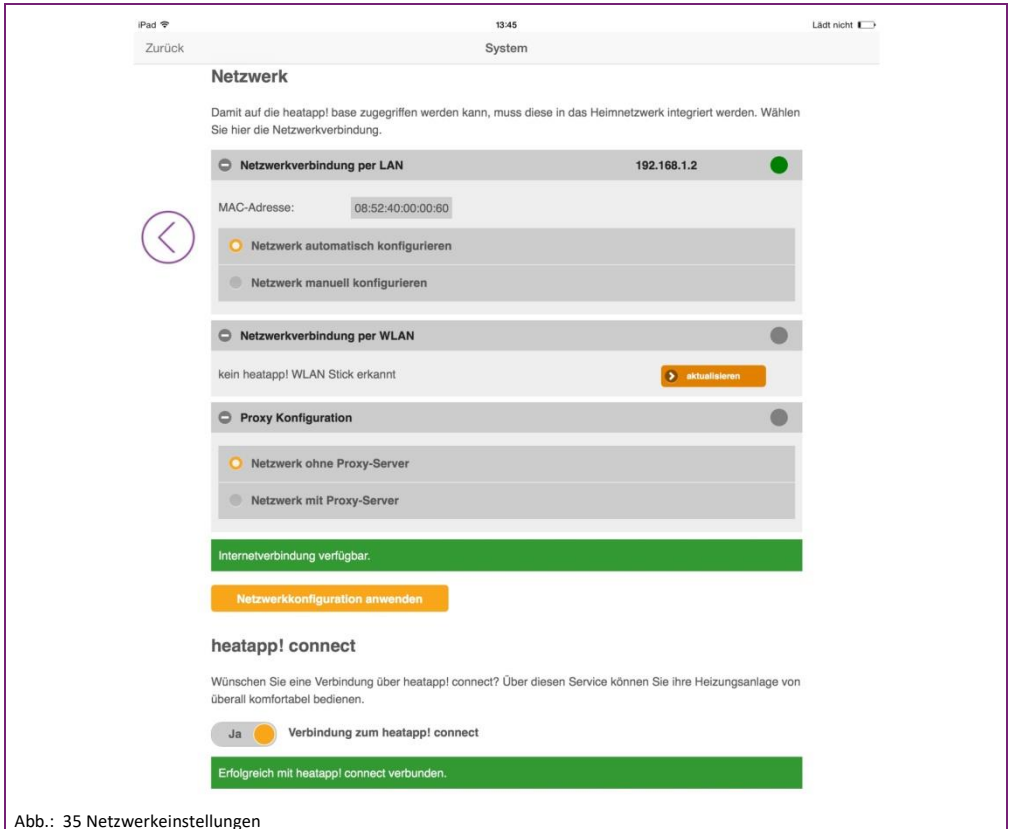 iPad 13:45 Lädt nicht
Zurück System
Netzwerk
Damit auf die heatapp! base zugegriffen werden kann, muss diese in das Heimnetzwerk integriert werden. Wählen
Sie hier die Netzwerkverbindung.
Netzwerkverbindung per LAN 192.168.1.2
MAC-Adresse: 08:52:40:00:00:60
Netzwerk automatisch konfigurieren
Netzwerk manuell konfigurieren
Netzwerkverbindung per WLAN
kein heatapp! WLAN Stick erkannt aktualisieren
Proxy Konfiguration
Netzwerk ohne Proxy-Server
Netzwerk mit Proxy-Server
Internetverbindung verfügbar.
Netzwerkkonfiguration anwenden
heatapp! connect
Wünschen Sie eine Verbindung über heatapp! connect? Über diesen Service können Sie ihre Heizungsanlage von
überall komfortabel bedienen.
Ja Verbindung zum heatapp! connect
Erfolgreich mit heatapp! connect verbunden.
Abb.: 35 Netzwerkeinstellungen